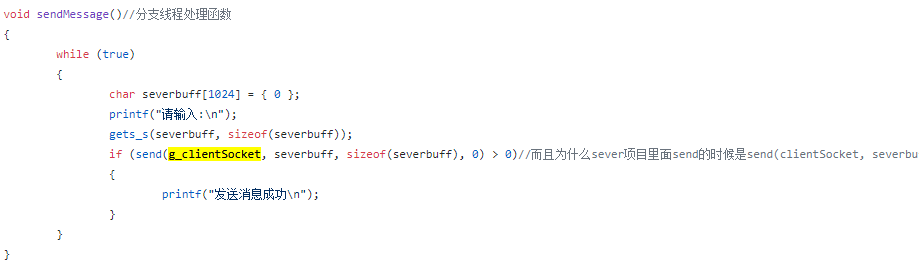 void sendMessage()//分支线程处理函数
{
while (true)
{
char severbuff[1024] = { 0 };
printf("请输入:\n");
gets_s(severbuff, sizeof(severbuff));
if (send(g_clientSocket, severbuff, sizeof(severbuff), 0) > 0)//而且为什么sever项目里面send的时候是send(clientSocket, severbu
{
printf("发送消息成功\n");
}
}
}